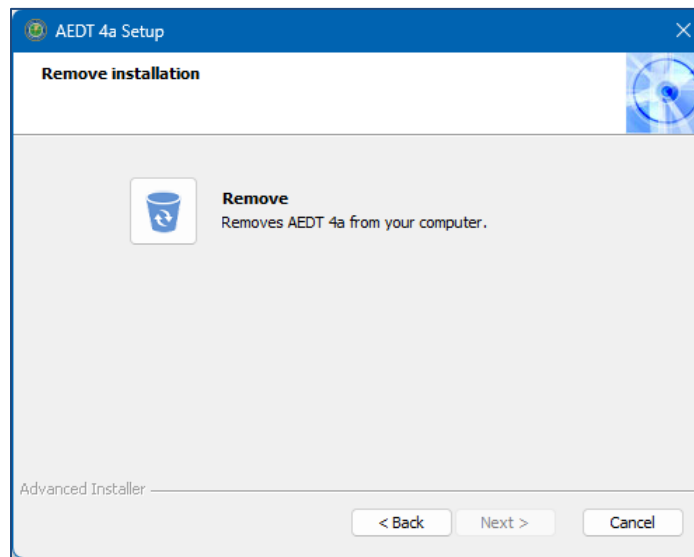 AEDT 4a Setup
Remove installation
Remove
Removes AEDT 4a from your computer.
Advanced Installer
< Back Next > Cancel